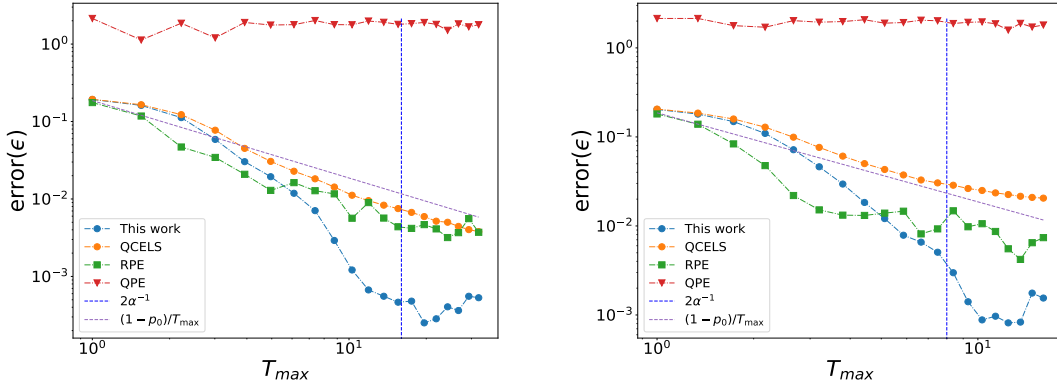 error(ϵ)
10⁰
10⁻¹
10⁻²
10⁻³
This work
QCELS
RPE
QPE
2α⁻¹
(1 − p₀)/Tₘₐₓ
10⁰
10¹
Tₘₐₓ
error(ϵ)
10⁰
10⁻¹
10⁻²
10⁻³
This work
QCELS
RPE
QPE
2α⁻¹
(1 − p₀)/Tₘₐₓ
10⁰
10¹
Tₘₐₓ